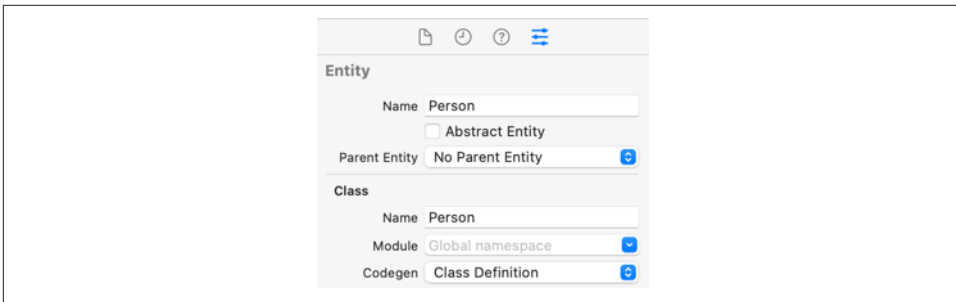 Entity
Name Person
Abstract Entity
Parent Entity No Parent Entity
Class
Name Person
Module Global namespace
Codegen Class Definition